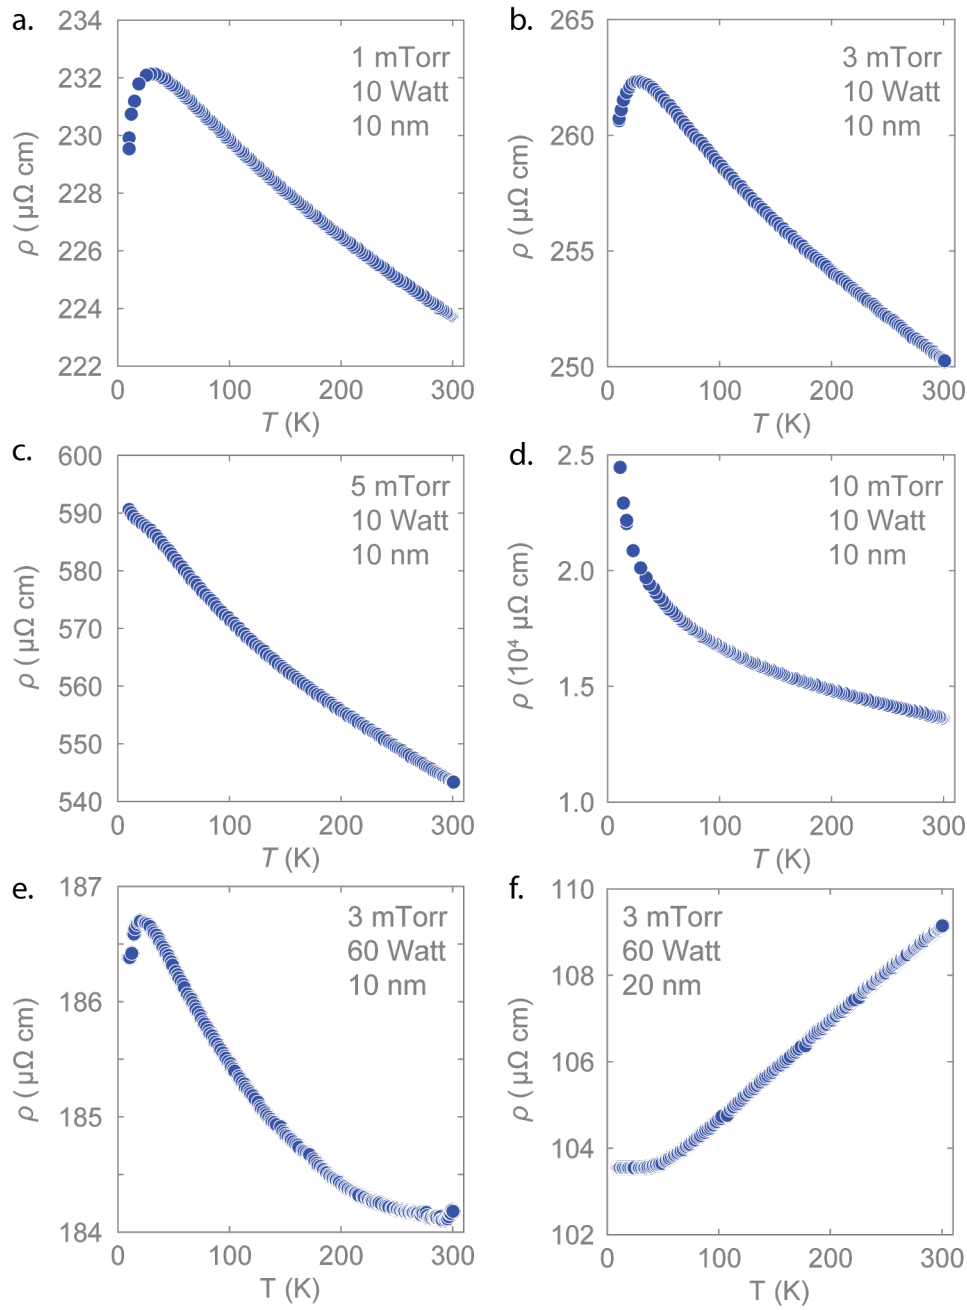 a.
234
232
230
228
226
224
222
ρ ( μΩ cm)
1 mTorr
10 Watt
10 nm
0 100 200 300
T (K)
b.
265
260
255
250
ρ ( μΩ cm)
3 mTorr
10 Watt
10 nm
0 100 200 300
T (K)
c.
600
590
580
570
560
550
540
ρ ( μΩ cm)
5 mTorr
10 Watt
10 nm
0 100 200 300
T (K)
d.
2.5
2.0
1.5
1.0
ρ (10⁴ μΩ cm)
10 mTorr
10 Watt
10 nm
0 100 200 300
T (K)
e.
187
186
185
184
ρ ( μΩ cm)
3 mTorr
60 Watt
10 nm
0 100 200 300
T (K)
f.
110
108
106
104
102
ρ ( μΩ cm)
3 mTorr
60 Watt
20 nm
0 100 200 300
T (K)